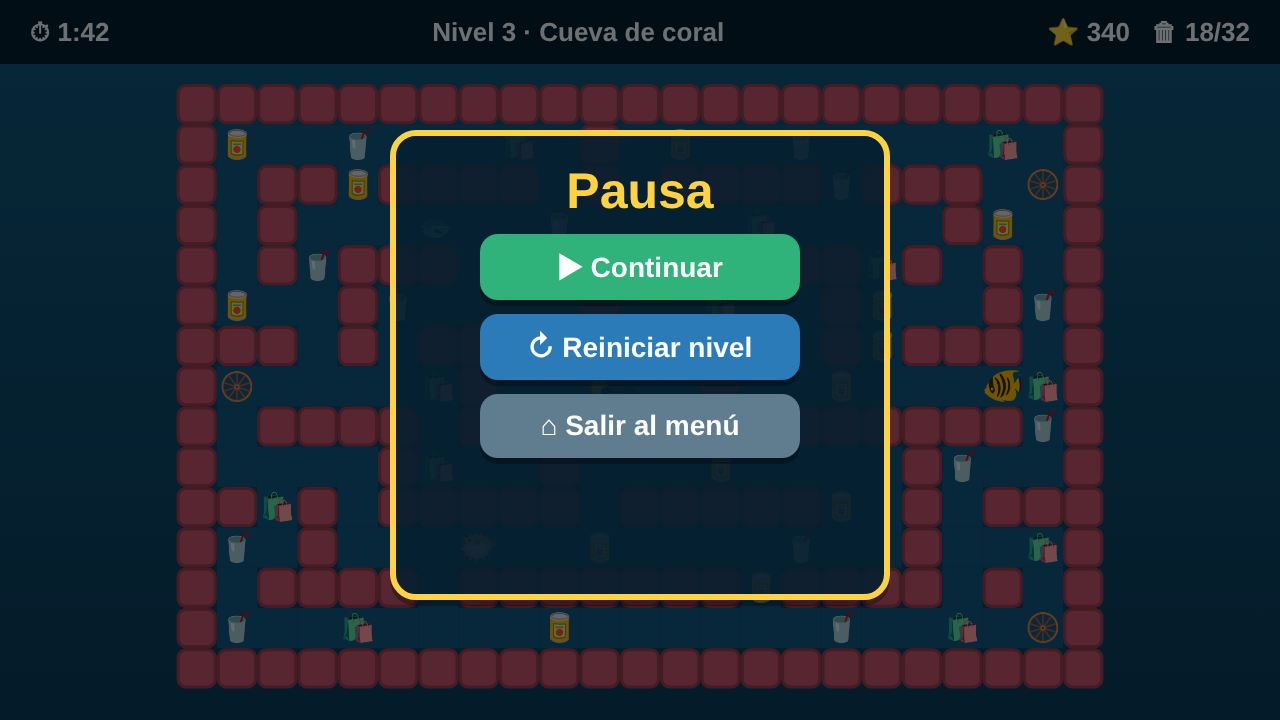 1:42
Nivel 3 · Cueva de coral
340
18/32
Pausa
Continuar
Reiniciar nivel
Salir al menú